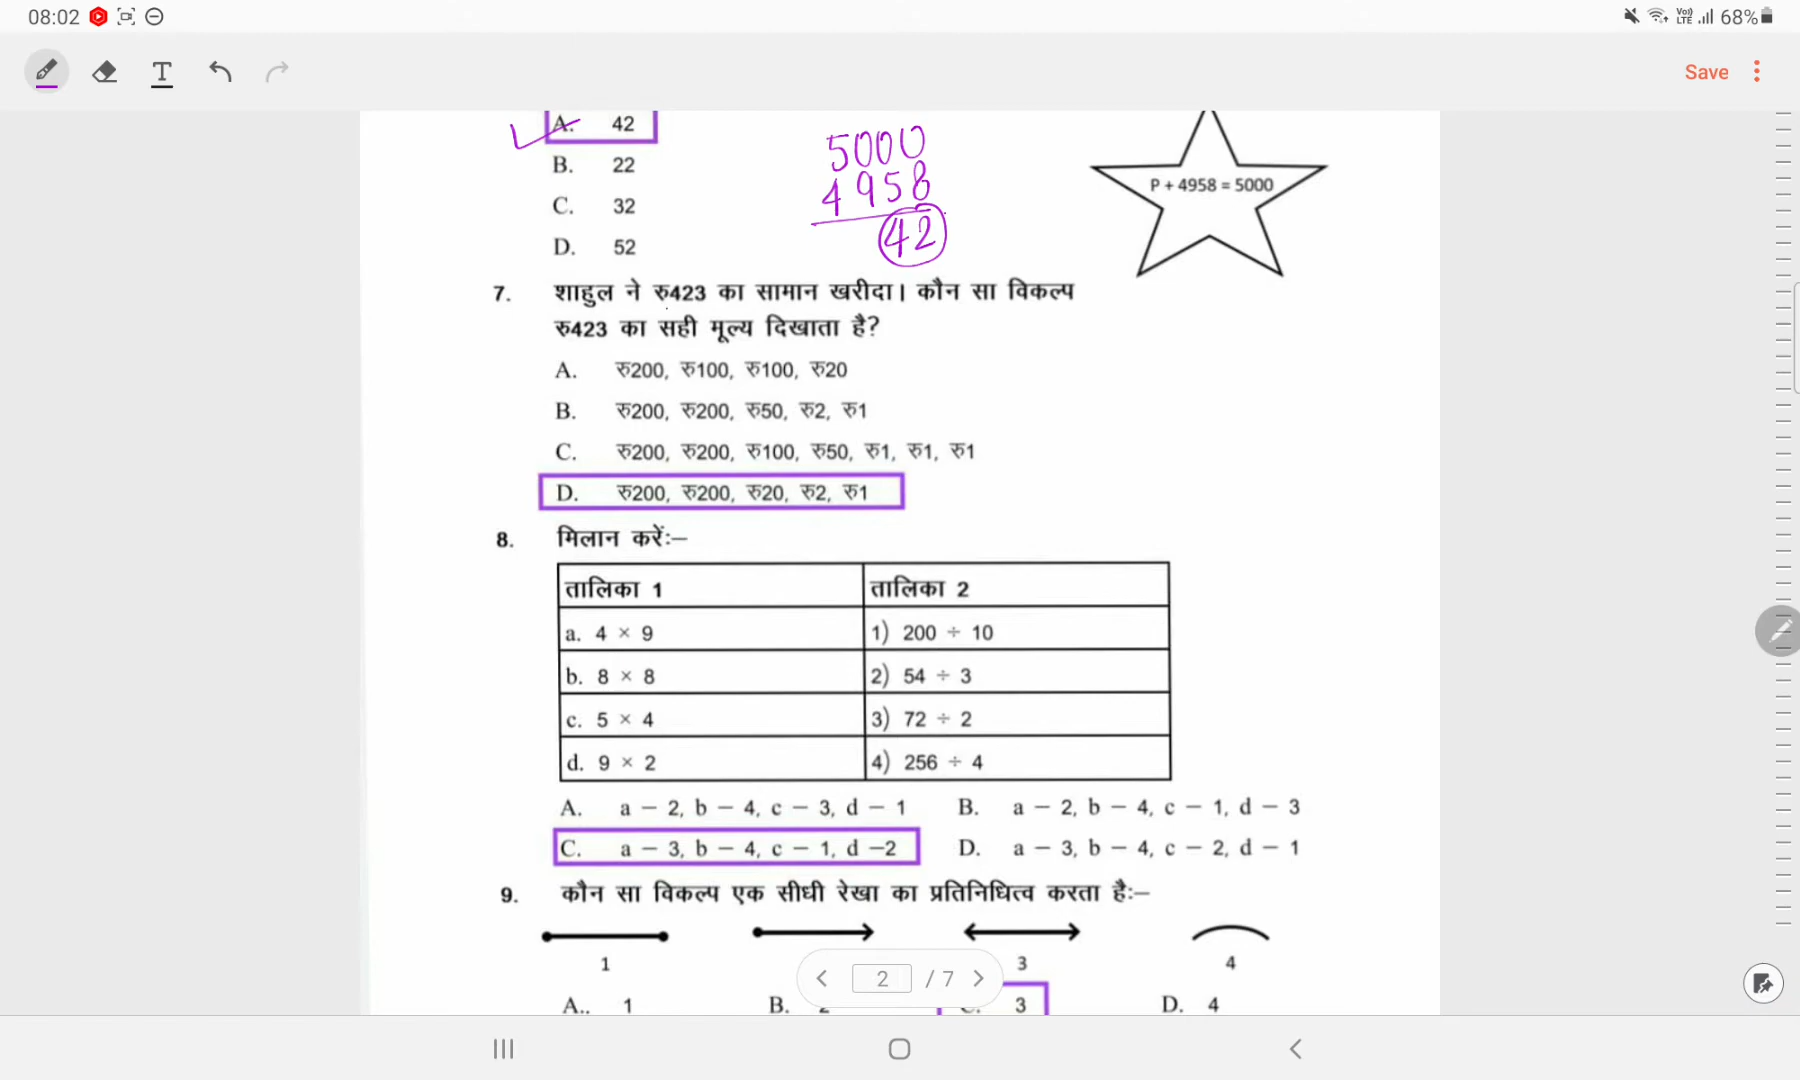 08:02
Vo)) LTE 68%
T Save
A. 42
B. 22
C. 32
D. 52
5000
4958
42
P + 4958 = 5000
7. शाहुल ने रु423 का सामान खरीदा। कौन सा विकल्प
रु423 का सही मूल्य दिखाता है?
A. रु200, रु100, रु100, रु20
B. रु200, रु200, रु50, रु2, रु1
C. रु200, रु200, रु100, रु50, रु1, रु1, रु1
D. रु200, रु200, रु20, रु2, रु1
8. मिलान करें:–
तालिका 1 तालिका 2
a. 4 × 9 1) 200 ÷ 10
b. 8 × 8 2) 54 ÷ 3
c. 5 × 4 3) 72 ÷ 2
d. 9 × 2 4) 256 ÷ 4
A. a – 2, b – 4, c – 3, d – 1 B. a – 2, b – 4, c – 1, d – 3
C. a – 3, b – 4, c – 1, d –2 D. a – 3, b – 4, c – 2, d – 1
9. कौन सा विकल्प एक सीधी रेखा का प्रतिनिधित्व करता है:–
1 3 4
2 / 7
A.. 1 B. 3 D. 4